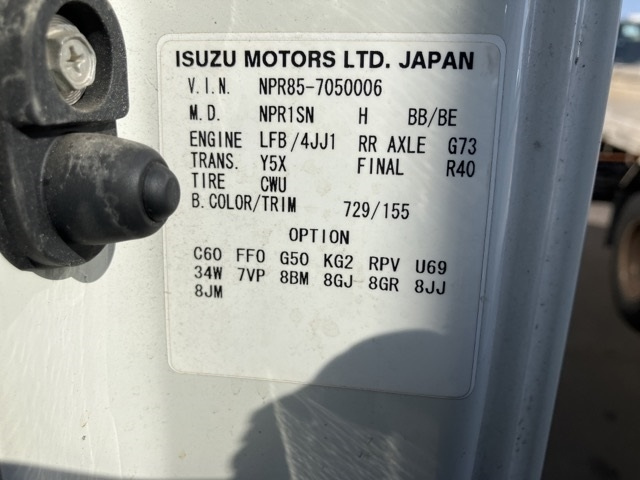 ISUZU MOTORS LTD. JAPAN
V.I.N. NPR85-7050006
M.D. NPR1SN H BB/BE
ENGINE LFB/4JJ1 RR AXLE G73
TRANS. Y5X FINAL R40
TIRE CWU
B.COLOR/TRIM 729/155
OPTION
C60 FF0 G50 KG2 RPV U69
34W 7VP 8BM 8GJ 8GR 8JJ
8JM